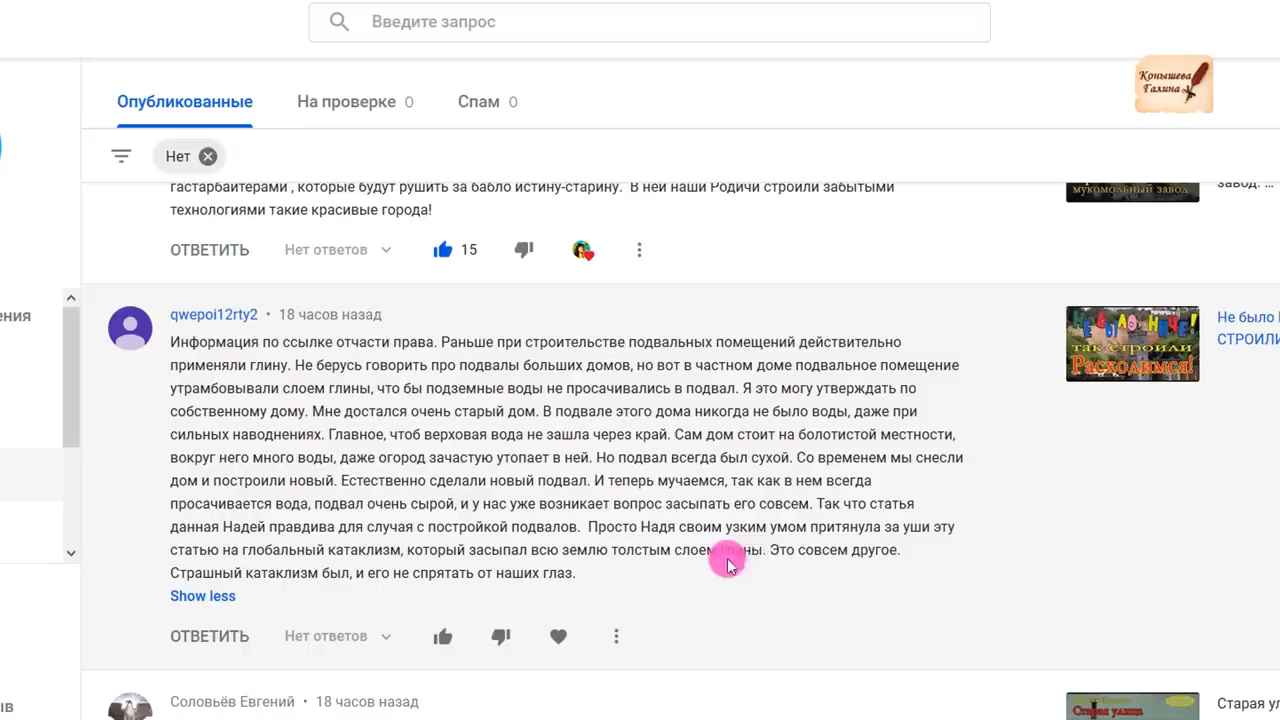 Введите запрос
Конышева
Галина
Опубликованные
На проверке 0
Спам 0
Нет
гастарбайтерами , которые будут рушить за бабло истину-старину. В ней наши Родичи строили забытыми
технологиями такие красивые города!
мукомольный завод
завод. ...
ОТВЕТИТЬ
Нет ответов
15
ения
qwepoi12rty2 • 18 часов назад
Информация по ссылке отчасти права. Раньше при строительстве подвальных помещений действительно
применяли глину. Не берусь говорить про подвалы больших домов, но вот в частном доме подвальное помещение
утрамбовывали слоем глины, что бы подземные воды не просачивались в подвал. Я это могу утверждать по
собственному дому. Мне достался очень старый дом. В подвале этого дома никогда не было воды, даже при
сильных наводнениях. Главное, чтоб верховая вода не зашла через край. Сам дом стоит на болотистой местности,
вокруг него много воды, даже огород зачастую утопает в ней. Но подвал всегда был сухой. Со временем мы снесли
дом и построили новый. Естественно сделали новый подвал. И теперь мучаемся, так как в нем всегда
просачивается вода, подвал очень сырой, и у нас уже возникает вопрос засыпать его совсем. Так что статья
данная Надей правдива для случая с постройкой подвалов. Просто Надя своим узким умом притянула за уши эту
статью на глобальный катаклизм, который засыпал всю землю толстым слоем глины. Это совсем другое.
Страшный катаклизм был, и его не спрятать от наших глаз.
Show less
НЕ БЫЛО НИЧЕ!
так строили
Расходимся!
Не было
СТРОИЛИ
ОТВЕТИТЬ
Нет ответов
Соловьёв Евгений • 18 часов назад
Старая улица
Старая ул
ыв